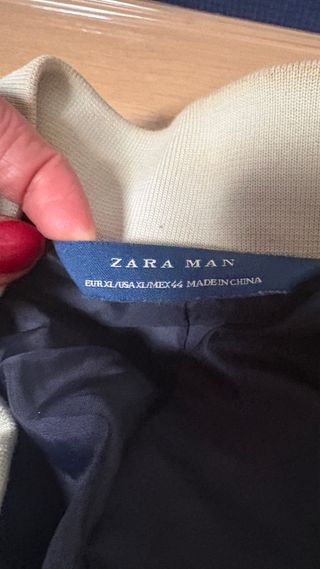 ZARA MAN
EUR XL/USA XL/MEX 44 MADE IN CHINA